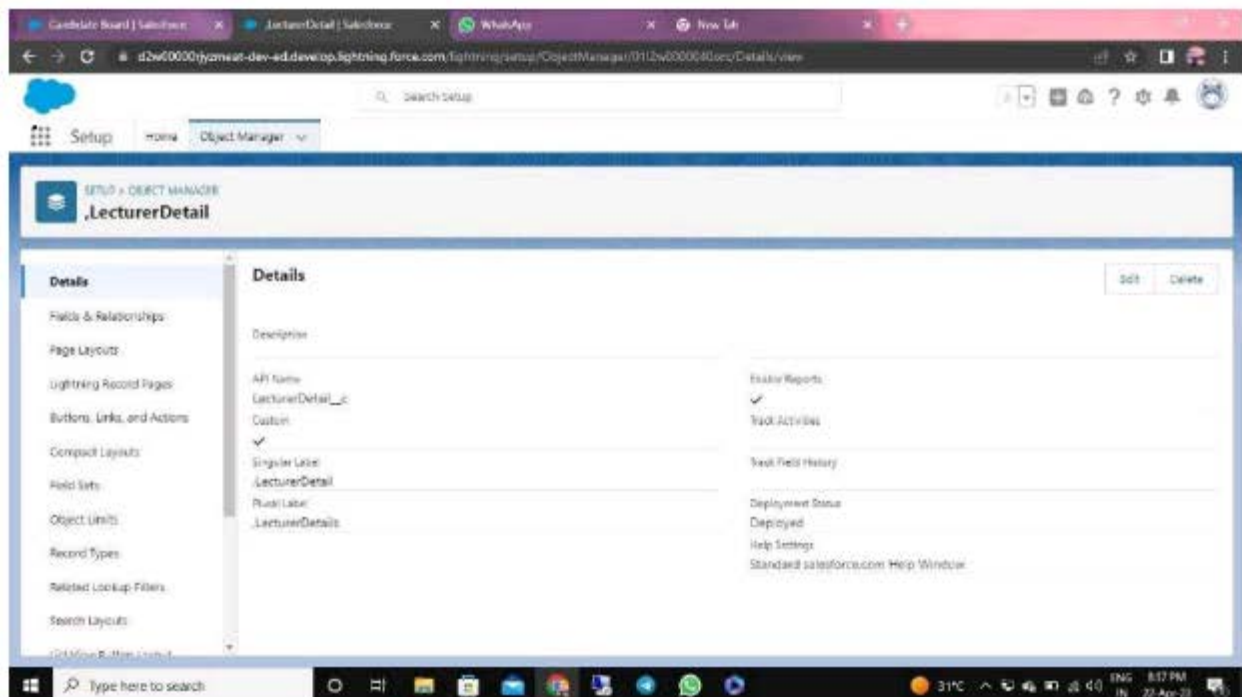 Candidate Board | Salesforce
,LecturerDetail | Salesforce
WhatsApp
New Tab
Search Setup
Setup
Home
Object Manager
SETUP > OBJECT MANAGER
,LecturerDetail
Details
Fields & Relationships
Page Layouts
Lightning Record Pages
Buttons, Links, and Actions
Compact Layouts
Field Sets
Object Limits
Record Types
Related Lookup Filters
Search Layouts
Details
Edit
Delete
Description
API Name
LecturerDetail__c
Custom
Singular Label
,LecturerDetail
Plural Label
,LecturerDetails
Enable Reports
Track Activities
Track Field History
Deployment Status
Deployed
Help Settings
Standard salesforce.com Help Window
Type here to search
31°C
ENG
IN
8:17 PM